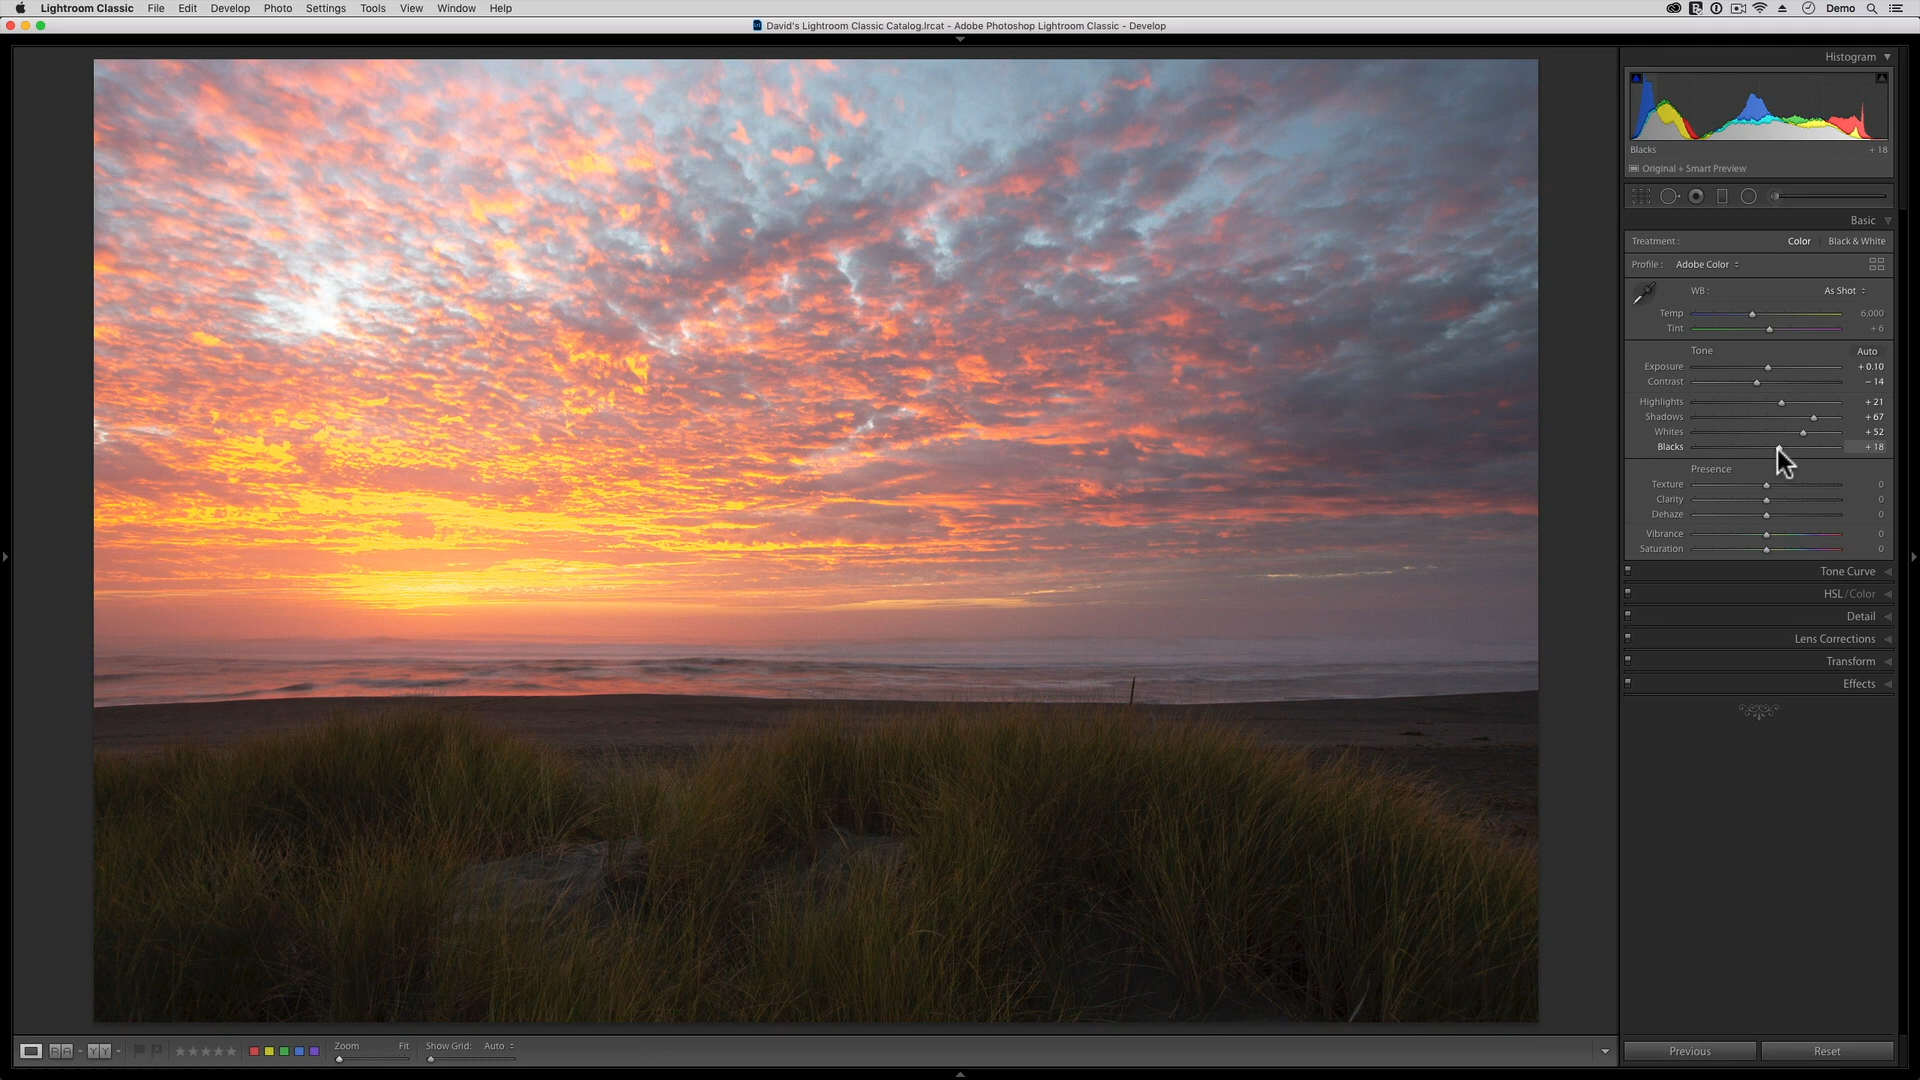 Lightroom Classic File Edit Develop Photo Settings Tools View Window Help Demo
David's Lightroom Classic Catalog.lrcat - Adobe Photoshop Lightroom Classic - Develop
Histogram
Blacks + 18
Original + Smart Preview
Basic
Treatment : Color Black & White
Profile : Adobe Color
WB : As Shot
Temp 6,000
Tint + 6
Tone Auto
Exposure + 0.10
Contrast − 14
Highlights + 21
Shadows + 67
Whites + 52
Blacks + 18
Presence
Texture 0
Clarity 0
Dehaze 0
Vibrance 0
Saturation 0
Tone Curve
HSL / Color
Detail
Lens Corrections
Transform
Effects
RA YY Zoom Fit Show Grid: Auto
Previous Reset